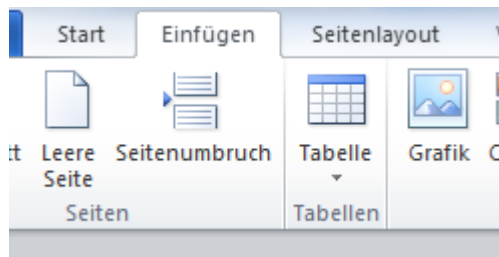 Start Einfügen Seitenlayout
Leere Seitenumbruch Tabelle Grafik
Seite
Seiten Tabellen